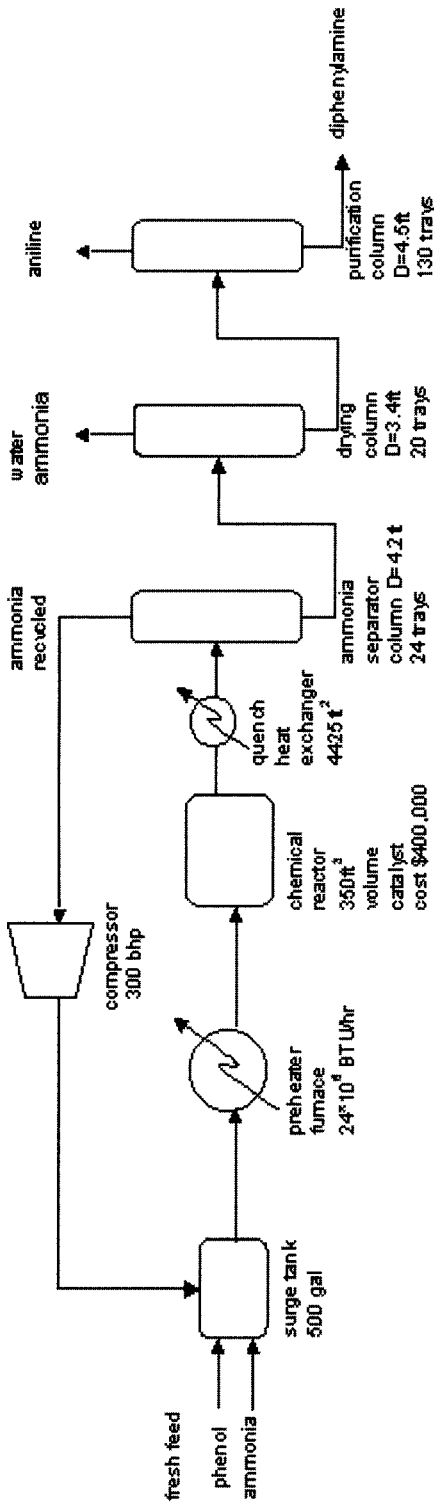 fresh feed
phenol
ammonia
surge tank
500 gal
preheater
furnace
24*10⁶ BTU/hr
compressor
300 bhp
chemical
reactor
350ft³
volume
catalyst
cost $400,000
quench
heat
exchanger
4425 ft²
ammonia
recycled
ammonia
separator
column D=4.2 ft
24 trays
water
ammonia
drying
column
D=3.4ft
20 trays
aniline
purification
column
D=4.5ft
130 trays
diphenylamine